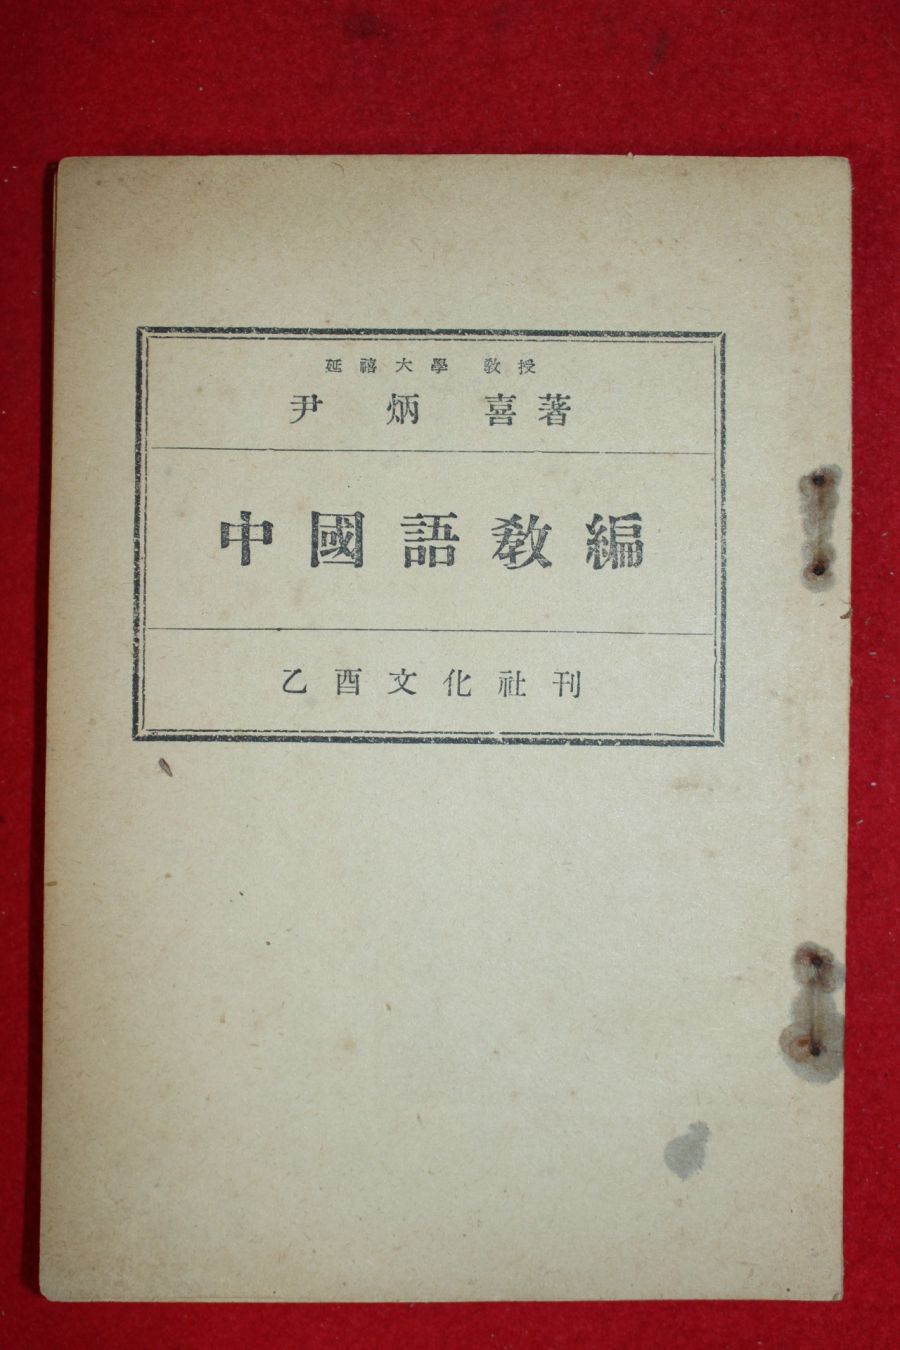 延禧大學 教授
尹炳喜著
中國語教編
乙酉文化社刊